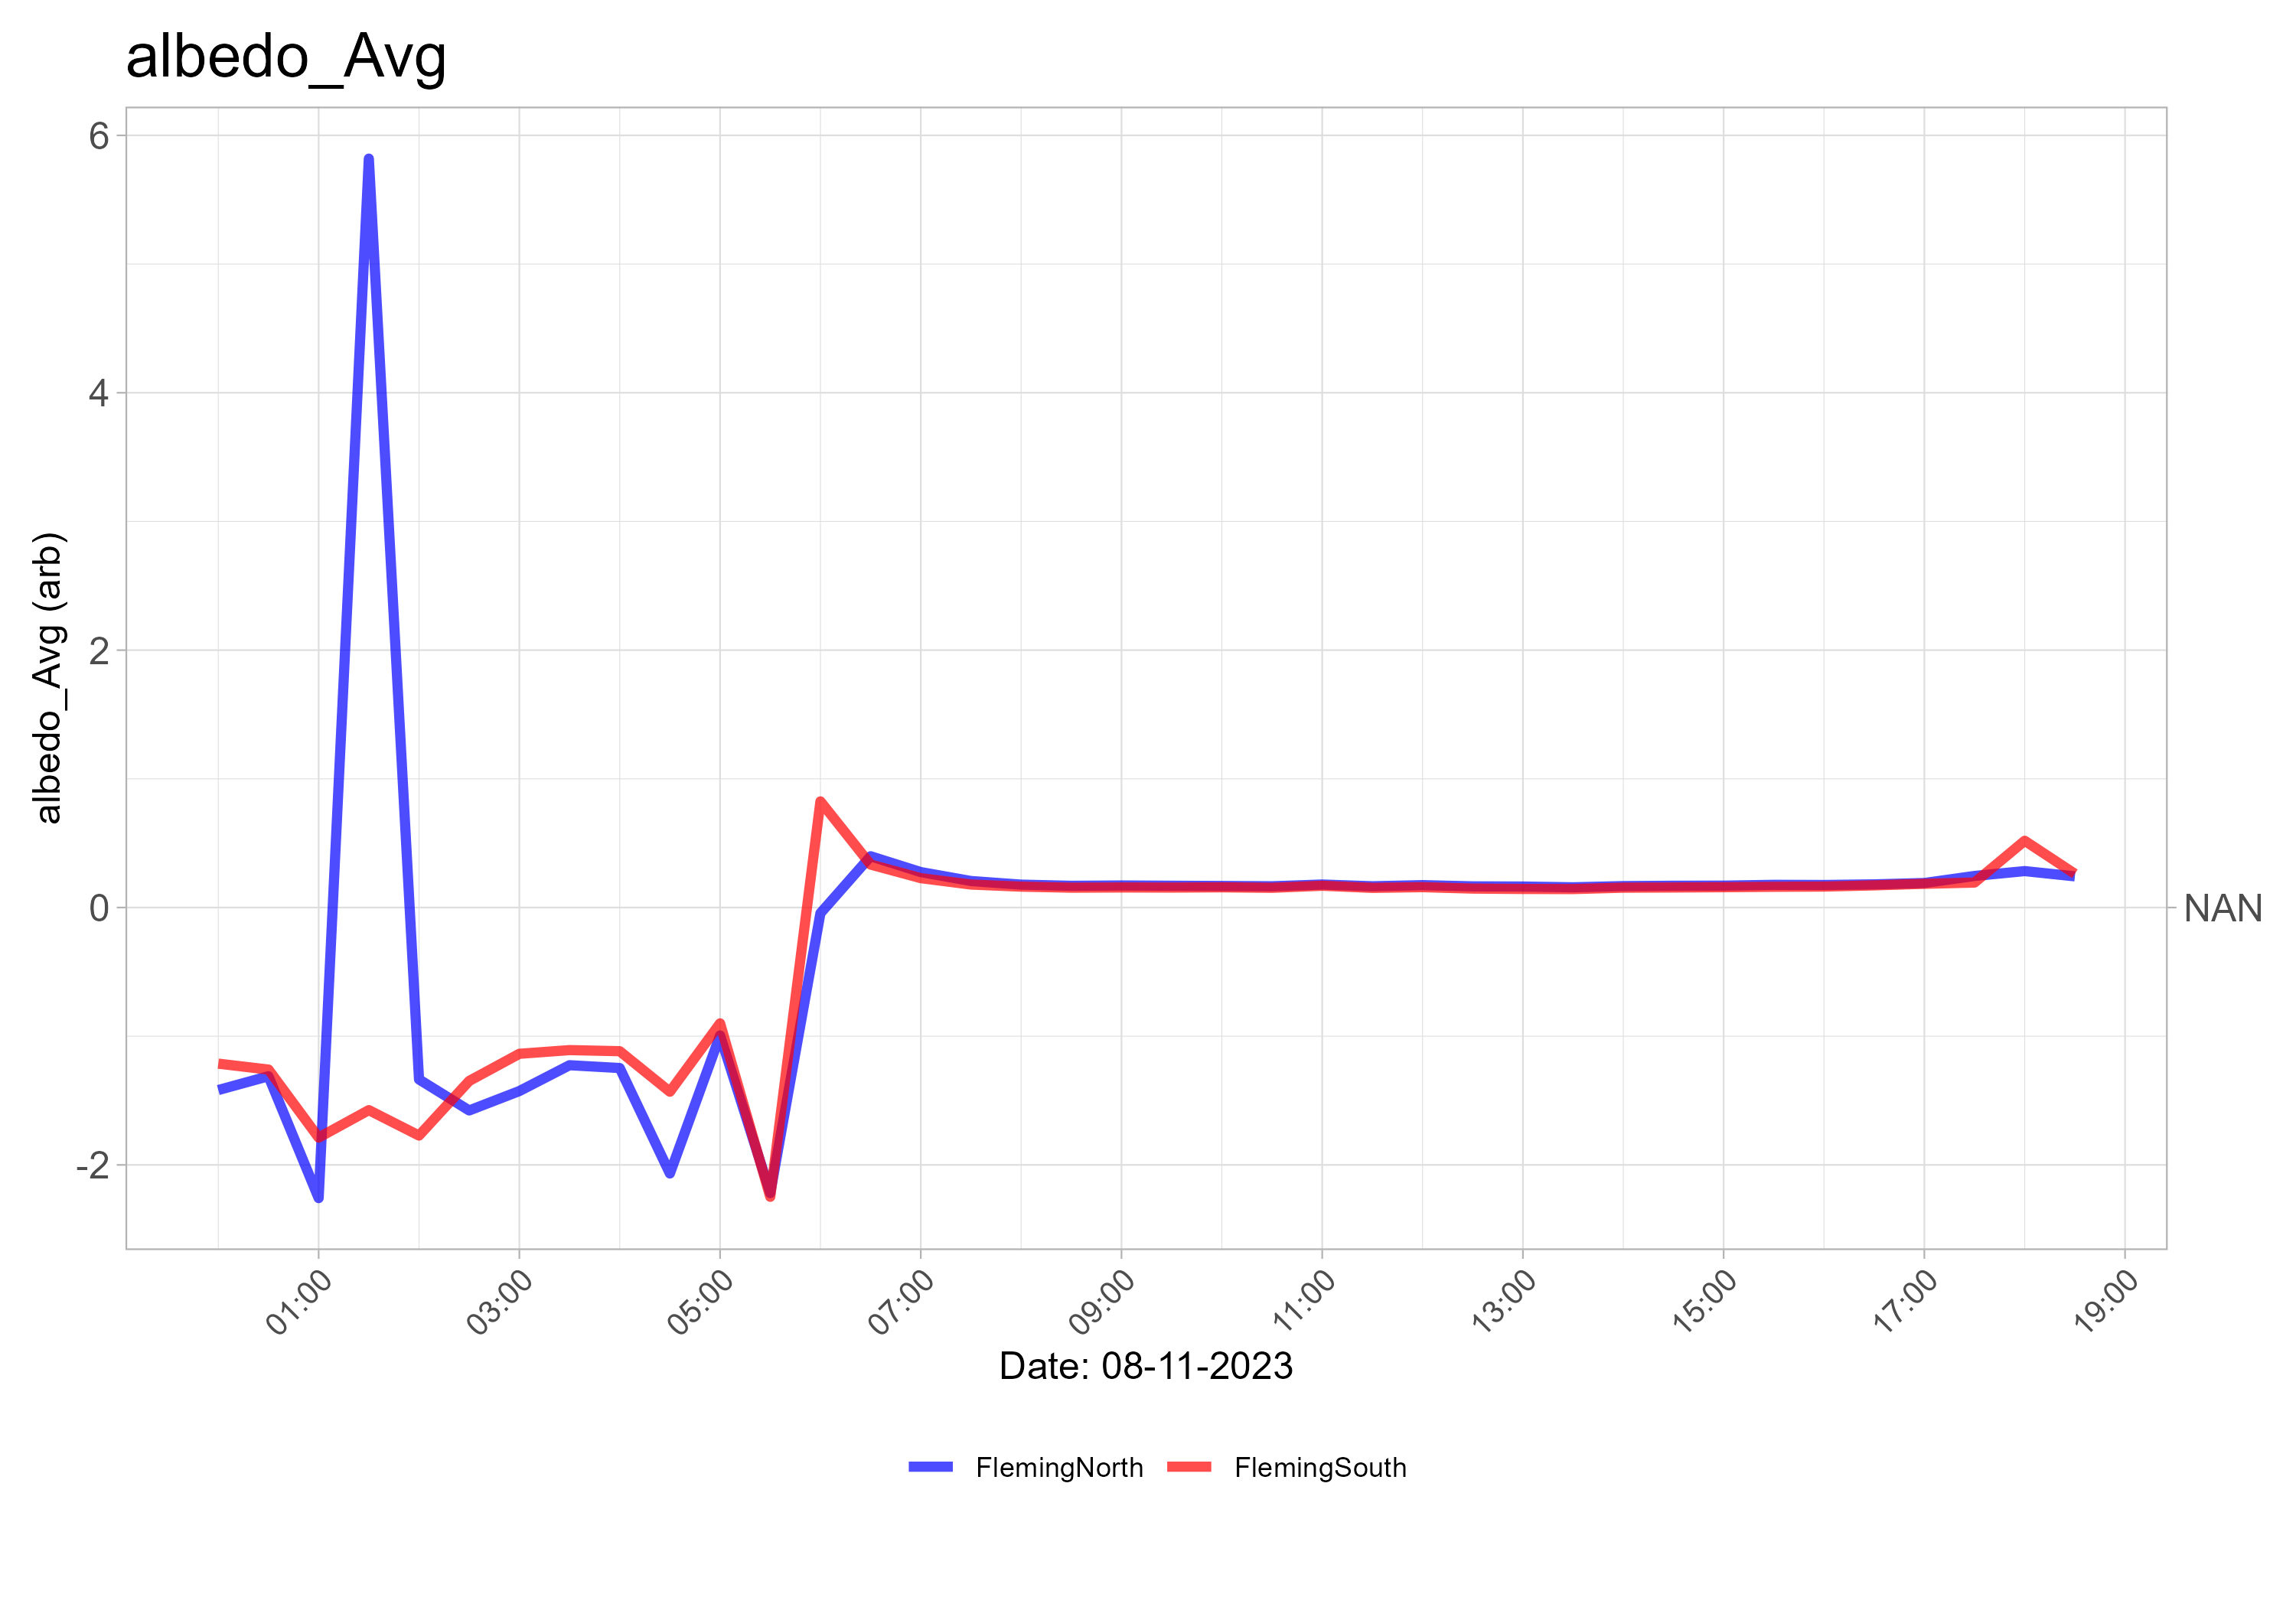 albedo_Avg
albedo_Avg (arb)
6
4
2
0
-2
NAN
01:00
03:00
05:00
07:00
09:00
11:00
13:00
15:00
17:00
19:00
Date: 08-11-2023
FlemingNorth
FlemingSouth